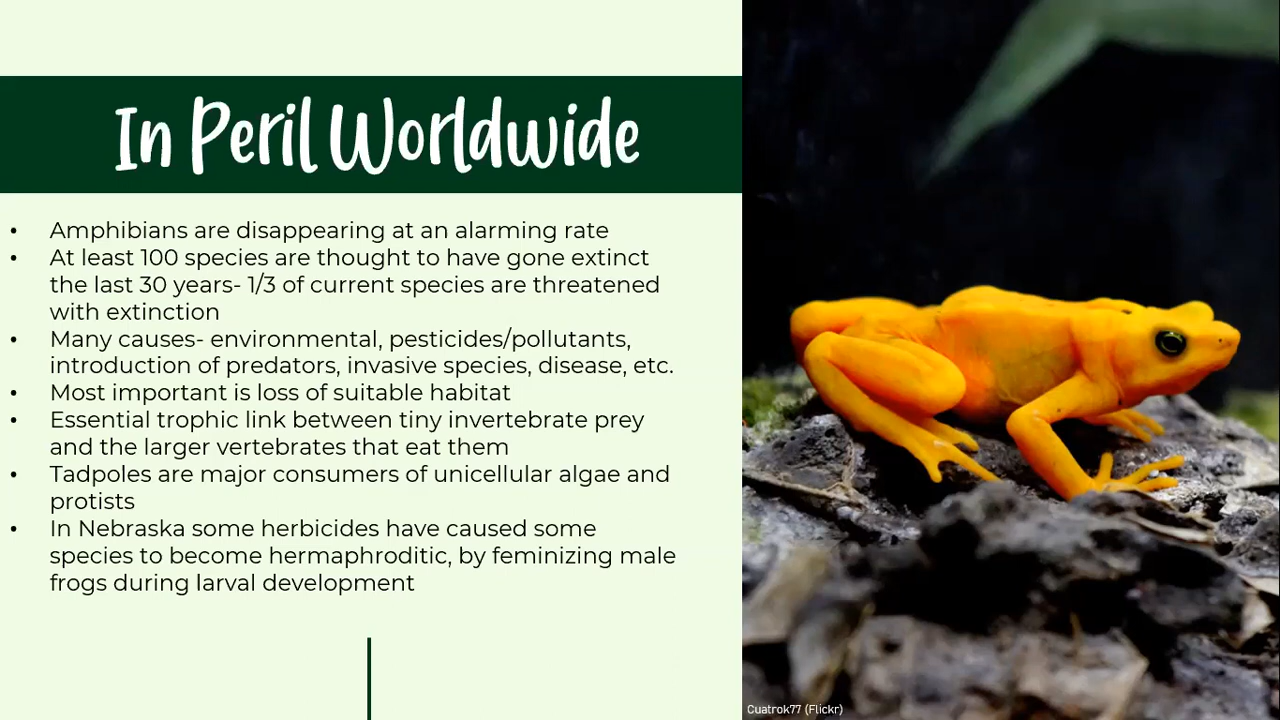 In Peril Worldwide
• Amphibians are disappearing at an alarming rate
• At least 100 species are thought to have gone extinct
the last 30 years- 1/3 of current species are threatened
with extinction
• Many causes- environmental, pesticides/pollutants,
introduction of predators, invasive species, disease, etc.
• Most important is loss of suitable habitat
• Essential trophic link between tiny invertebrate prey
and the larger vertebrates that eat them
• Tadpoles are major consumers of unicellular algae and
protists
• In Nebraska some herbicides have caused some
species to become hermaphroditic, by feminizing male
frogs during larval development
Cuatrok77 (Flickr)